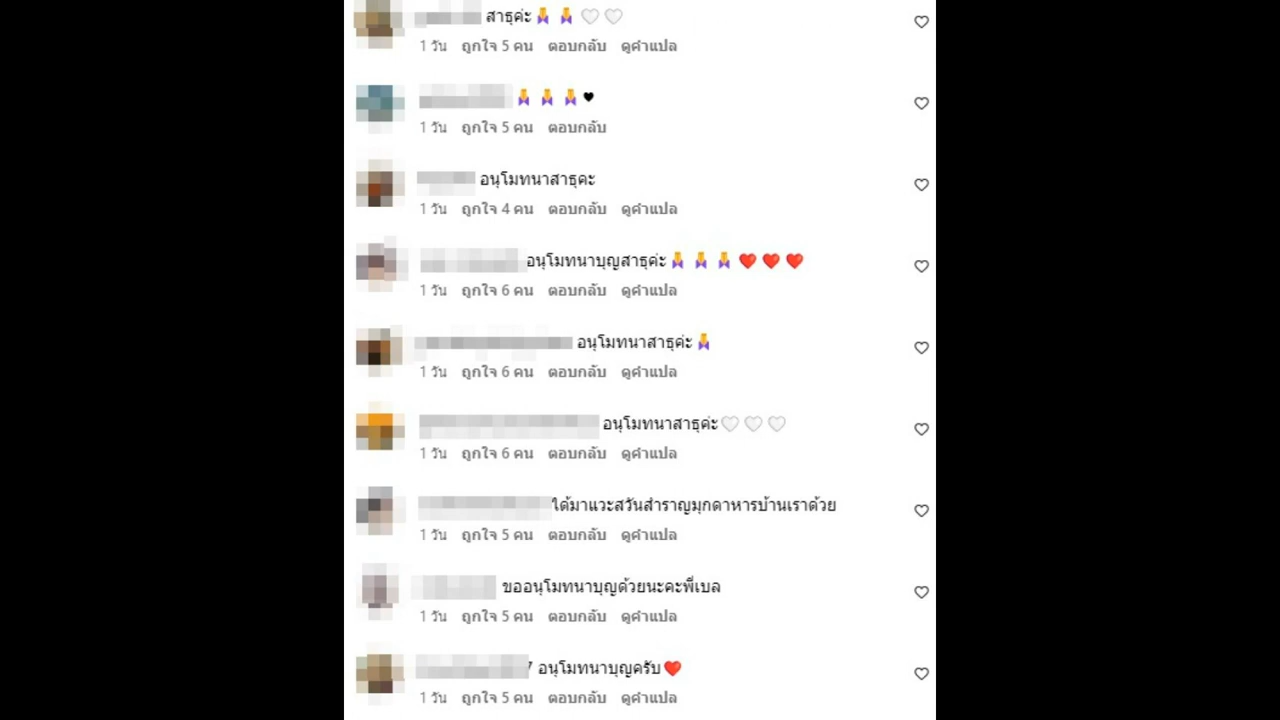 สาธุค่ะ🙏🙏🤍🤍
1 วัน ถูกใจ 5 คน ตอบกลับ ดูคำแปล
🙏🙏🙏🖤
1 วัน ถูกใจ 5 คน ตอบกลับ
อนุโมทนาสาธุคะ
1 วัน ถูกใจ 4 คน ตอบกลับ ดูคำแปล
อนุโมทนาบุญสาธุค่ะ🙏🙏🙏❤️❤️❤️
1 วัน ถูกใจ 6 คน ตอบกลับ ดูคำแปล
อนุโมทนาสาธุค่ะ🙏
1 วัน ถูกใจ 6 คน ตอบกลับ ดูคำแปล
อนุโมทนาสาธุค่ะ🤍🤍🤍
1 วัน ถูกใจ 6 คน ตอบกลับ ดูคำแปล
ได้มาแวะสวันสำราญมุกดาหารบ้านเราด้วย
1 วัน ถูกใจ 5 คน ตอบกลับ ดูคำแปล
ขออนุโมทนาบุญด้วยนะคะพี่เบล
1 วัน ถูกใจ 5 คน ตอบกลับ ดูคำแปล
อนุโมทนาบุญครับ❤️
1 วัน ถูกใจ 5 คน ตอบกลับ ดูคำแปล